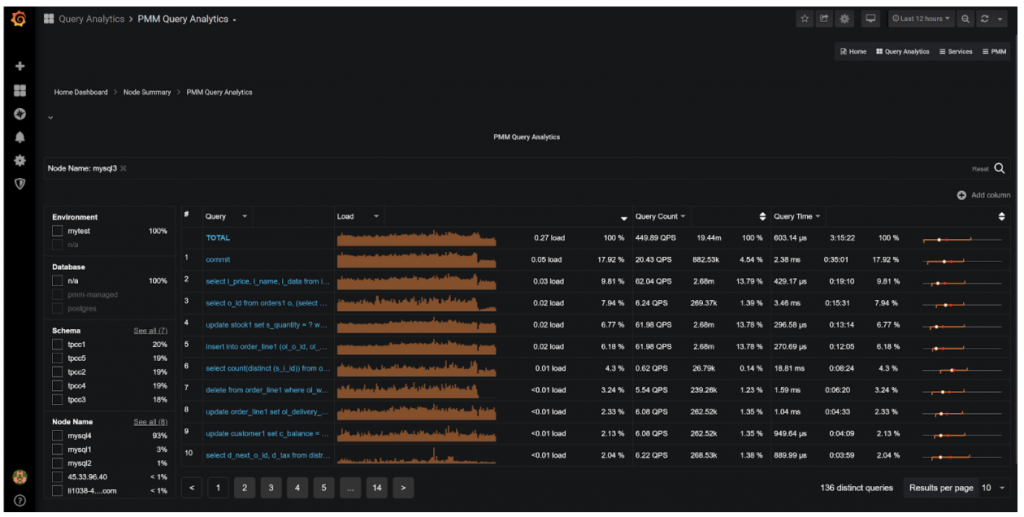 Query Analytics > PMM Query Analytics
Last 12 hours
Home Query Analytics Services PMM
Home Dashboard > Node Summary > PMM Query Analytics
PMM Query Analytics
Node Name: mysql3
Reset
Add column
Environment
mytest 100%
n/a
Database
n/a 100%
pmm-managed
postgres
Schema See all (7)
tpcc1 20%
tpcc5 19%
tpcc2 19%
tpcc4 19%
tpcc3 18%
Node Name See all (8)
mysql4 93%
mysql1 3%
mysql2 1%
45.33.96.40 < 1%
li1038-4....com < 1%
# Query Load Query Count Query Time
TOTAL 0.27 load 100 % 449.89 QPS 19.44m 100 % 603.14 µs 3:15:22 100 %
1 commit 0.05 load 17.92 % 20.43 QPS 882.53k 4.54 % 2.38 ms 0:35:01 17.92 %
2 select i_price, i_name, i_data from i... 0.03 load 9.81 % 62.04 QPS 2.68m 13.79 % 429.17 µs 0:19:10 9.81 %
3 select o_id from orders1 o, (select ... 0.02 load 7.94 % 6.24 QPS 269.37k 1.39 % 3.46 ms 0:15:31 7.94 %
4 update stock1 set s_quantity = ? w... 0.02 load 6.77 % 61.98 QPS 2.68m 13.78 % 296.58 µs 0:13:14 6.77 %
5 insert into order_line1 (ol_o_id, ol_... 0.02 load 6.18 % 61.98 QPS 2.68m 13.78 % 270.69 µs 0:12:05 6.18 %
6 select count(distinct (s_i_id)) from o... 0.01 load 4.3 % 0.62 QPS 26.79k 0.14 % 18.81 ms 0:08:24 4.3 %
7 delete from order_line1 where ol_w... <0.01 load 3.24 % 5.54 QPS 239.26k 1.23 % 1.59 ms 0:06:20 3.24 %
8 update order_line1 set ol_delivery_... <0.01 load 2.33 % 6.08 QPS 262.52k 1.35 % 1.04 ms 0:04:33 2.33 %
9 update customer1 set c_balance = ... <0.01 load 2.13 % 6.08 QPS 262.52k 1.35 % 949.64 µs 0:04:09 2.13 %
10 select d_next_o_id, d_tax from distr... <0.01 load 2.04 % 6.22 QPS 268.53k 1.38 % 889.99 µs 0:03:59 2.04 %
< 1 2 3 4 5 ... 14 > 136 distinct queries Results per page 10